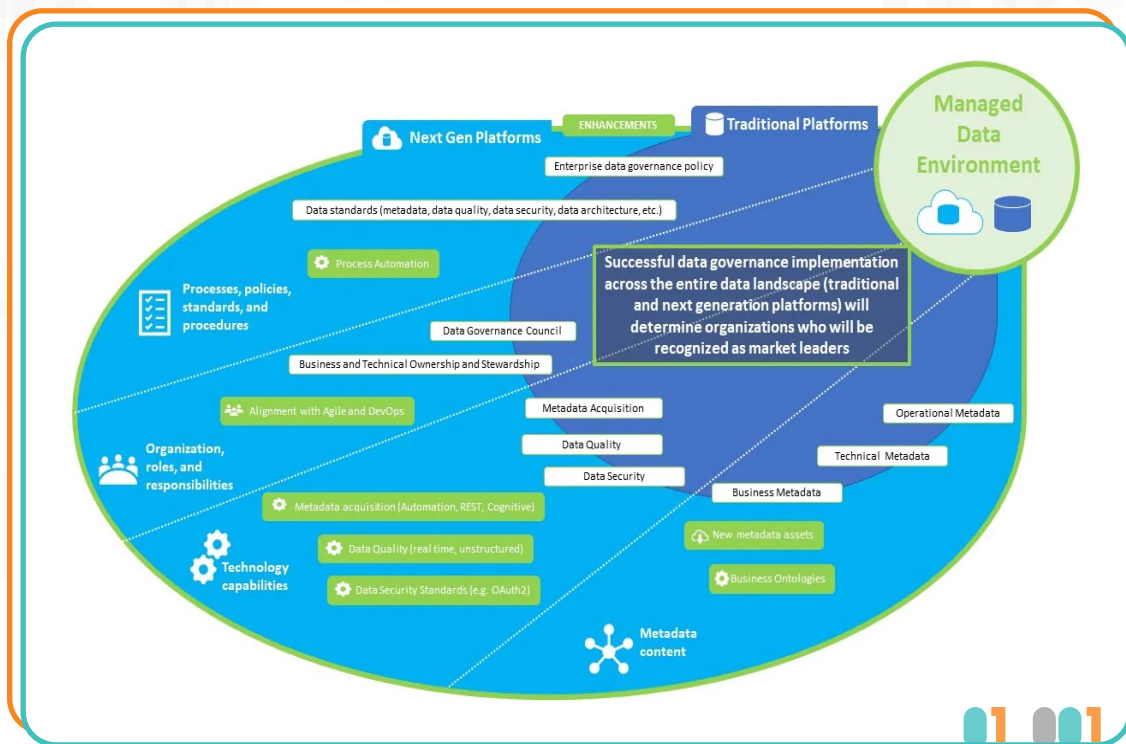 Managed
Data
Environment
Next Gen Platforms
ENHANCEMENTS
Traditional Platforms
Enterprise data governance policy
Data standards (metadata, data quality, data security, data architecture, etc.)
Process Automation
Processes, policies,
standards, and
procedures
Successful data governance implementation
across the entire data landscape (traditional
and next generation platforms) will
determine organizations who will be
recognized as market leaders
Data Governance Council
Business and Technical Ownership and Stewardship
Alignment with Agile and DevOps
Organization,
roles, and
responsibilities
Metadata Acquisition
Data Quality
Data Security
Operational Metadata
Technical Metadata
Business Metadata
Metadata acquisition (Automation, REST, Cognitive)
Data Quality (real time, unstructured)
Data Security Standards (e.g. OAuth2)
Technology
capabilities
New metadata assets
Business Ontologies
Metadata
content